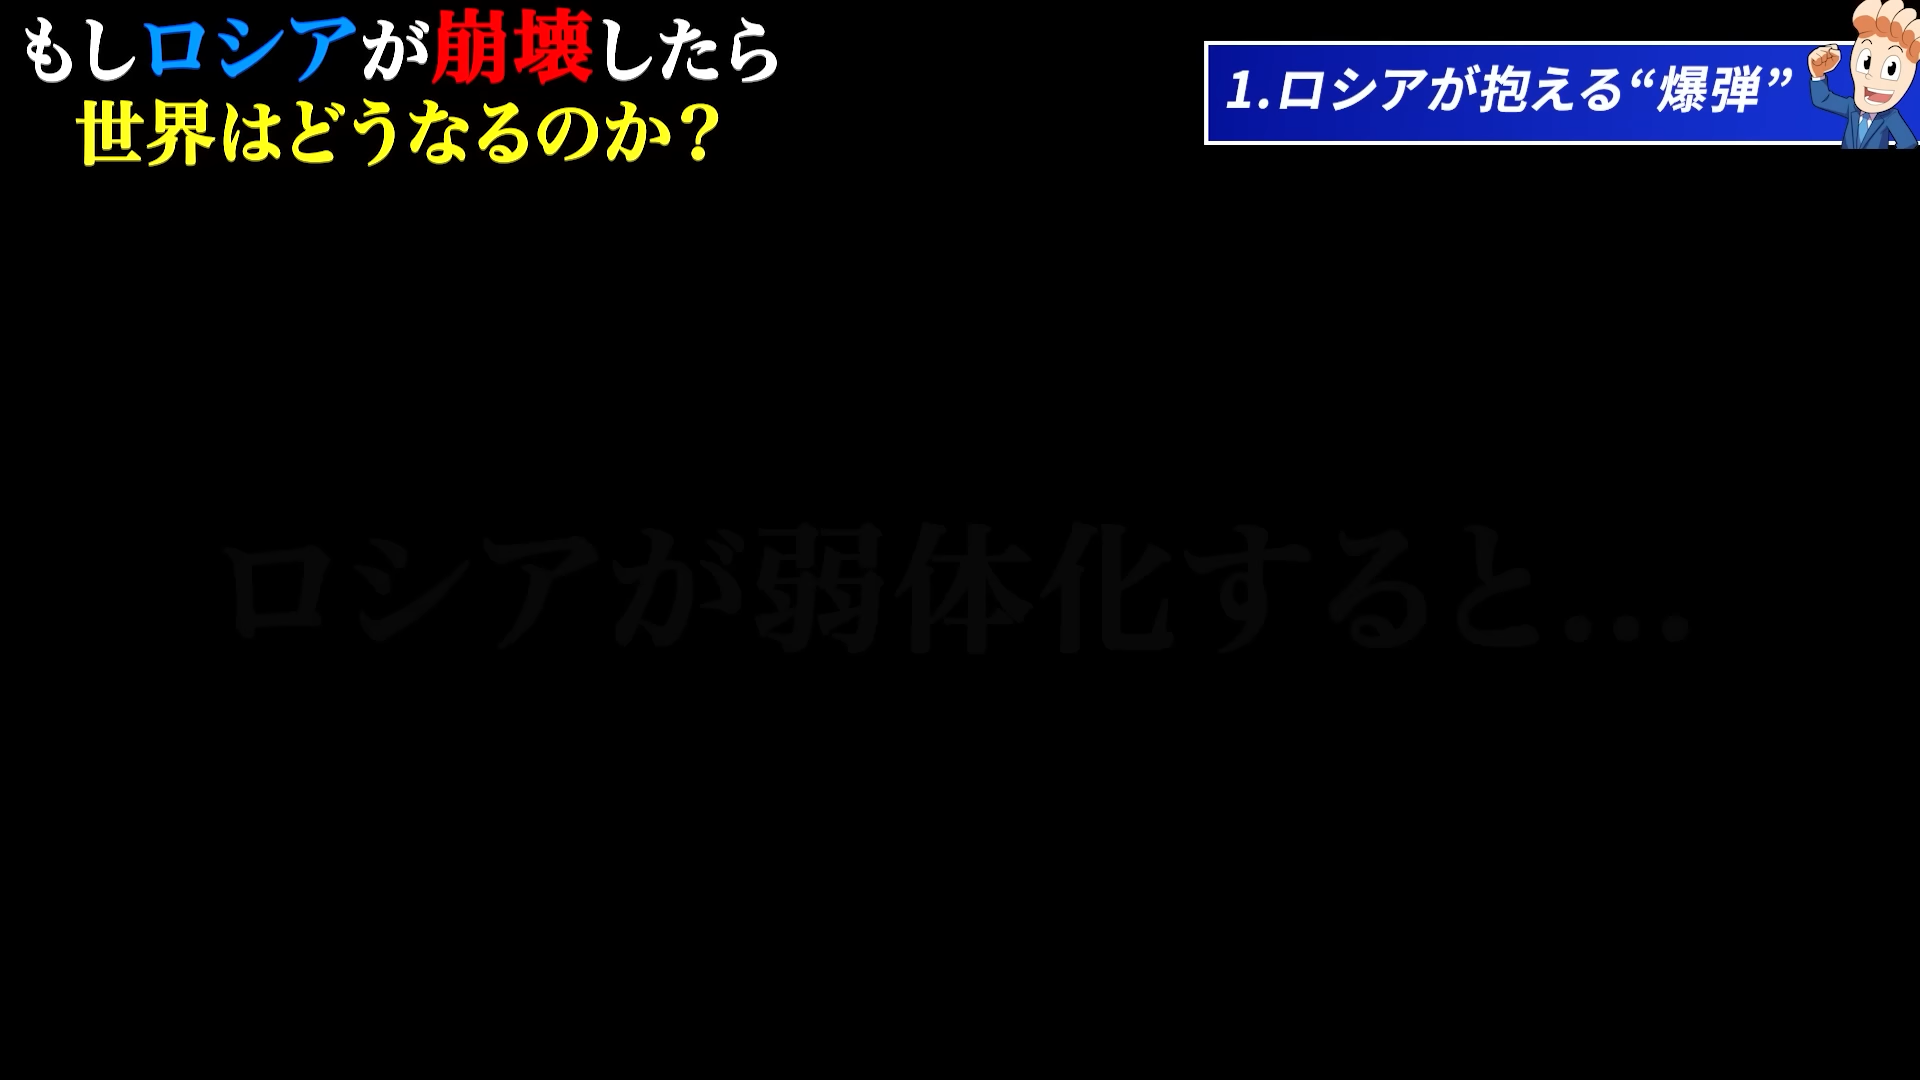 もしロシアが崩壊したら
世界はどうなるのか？
1.ロシアが抱える“爆弾”
ロシアが弱体化すると…